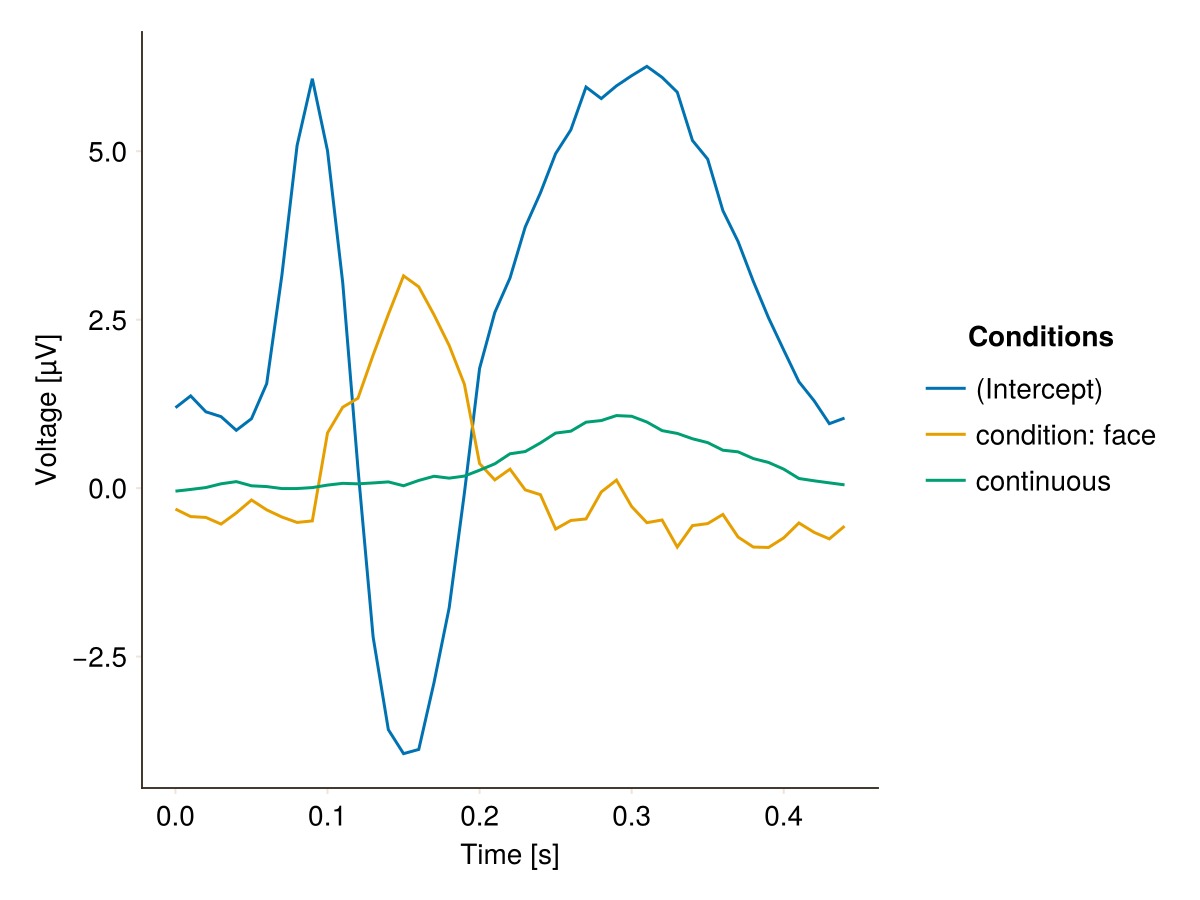 5.0
2.5
0.0
−2.5
Voltage [µV]
0.0 0.1 0.2 0.3 0.4
Time [s]
Conditions
(Intercept)
condition: face
continuous